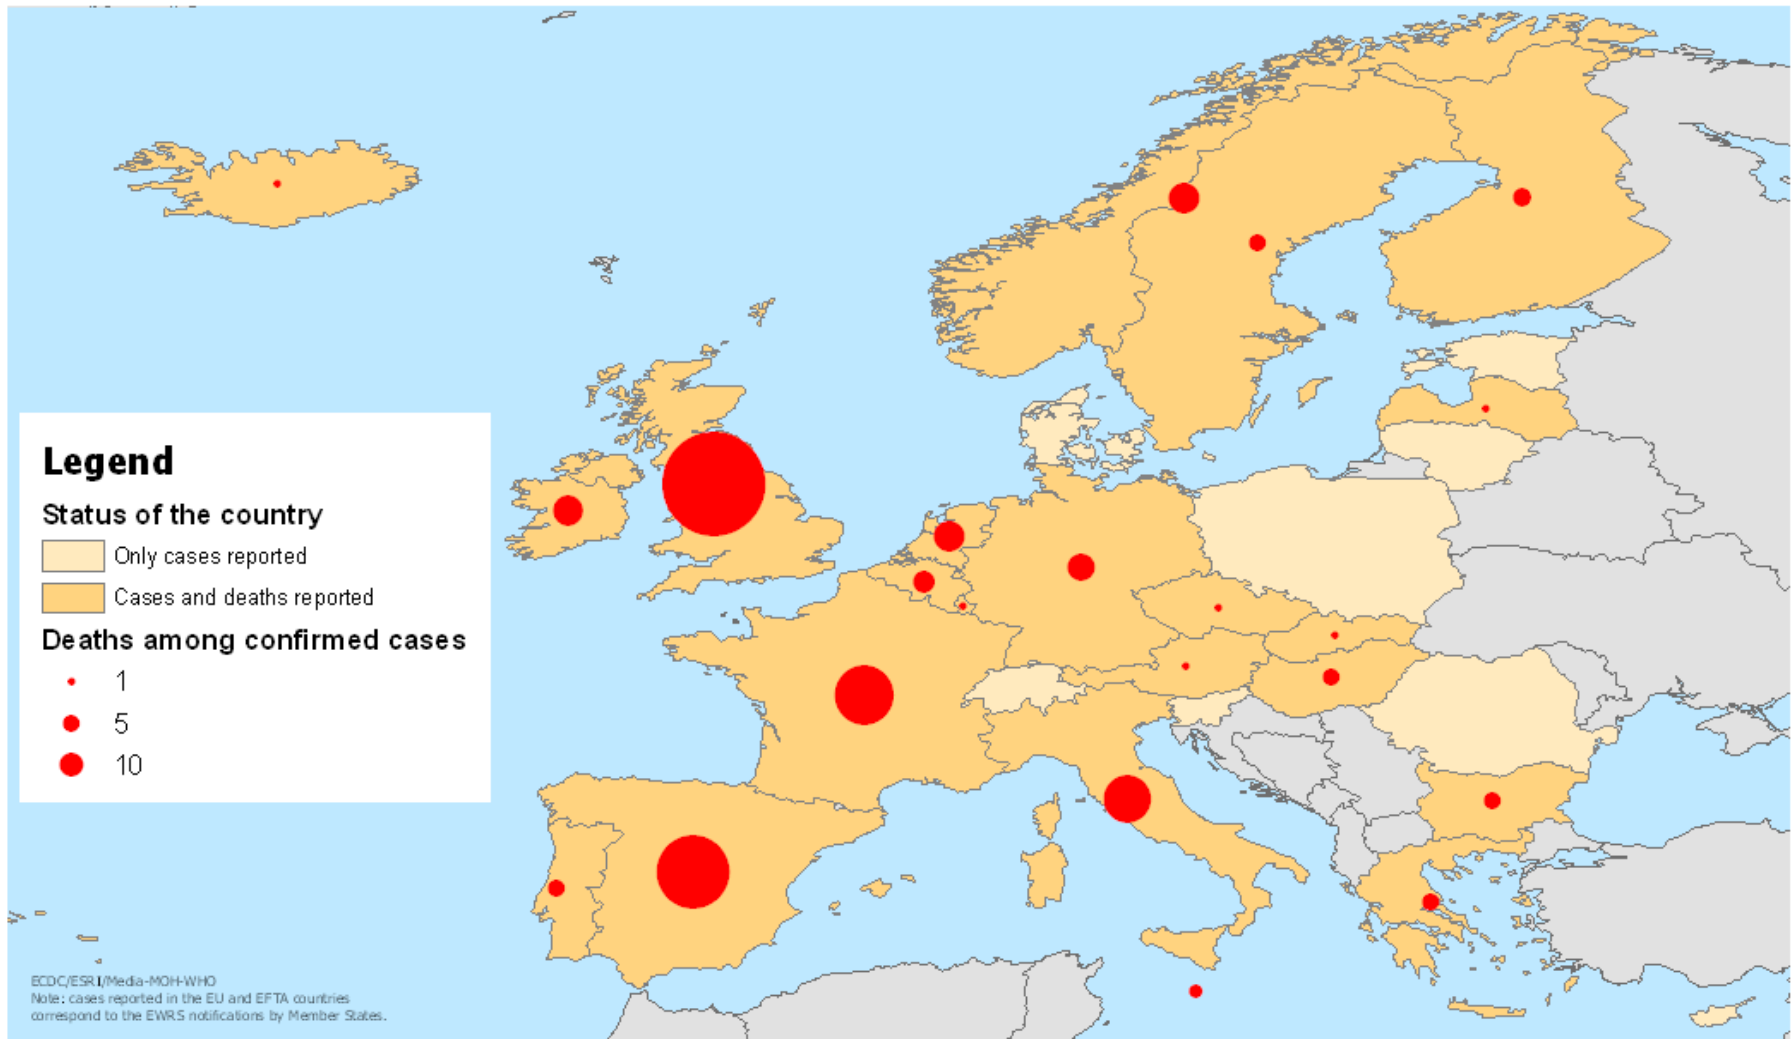 Legend
Status of the country
Only cases reported
Cases and deaths reported
Deaths among confirmed cases
1
5
10
ECDC/ESRI/Media-MOH-WHO
Note: cases reported in the EU and EFTA countries
correspond to the EWRS notifications by Member States.